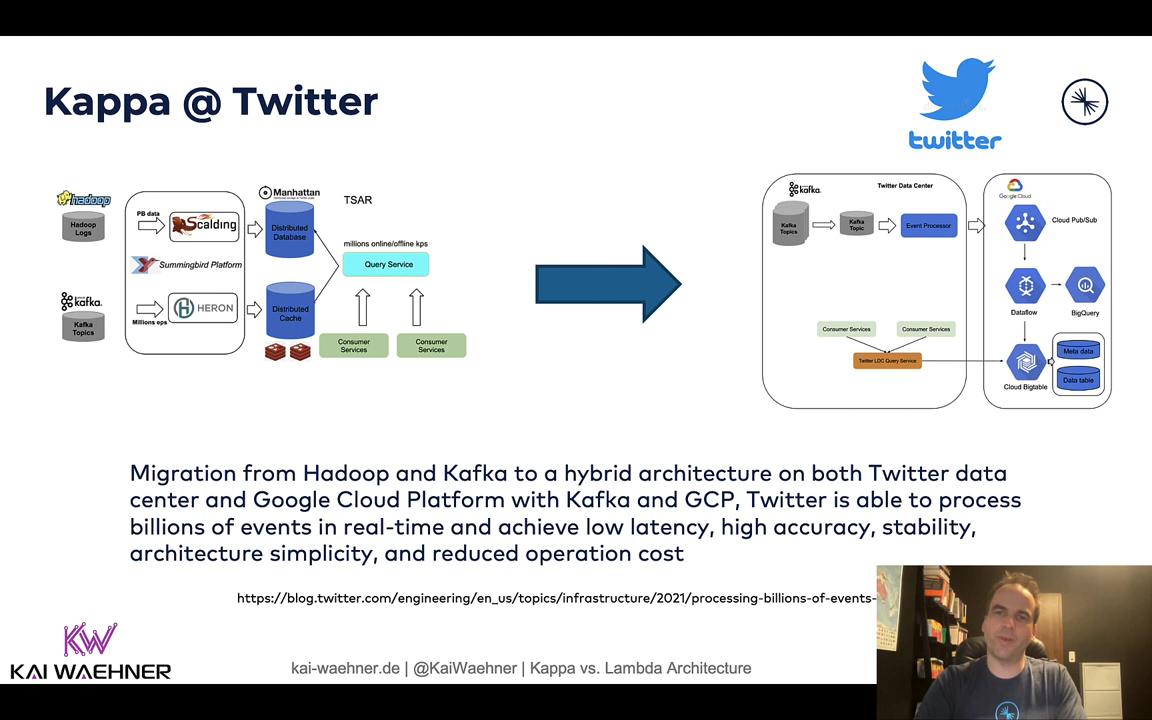 Kappa @ Twitter
twitter
hadoop
Hadoop
Logs
PB data
Scalding
Summingbird Platform
kafka.
Kafka
Topics
Millions eps
HERON
Manhattan
Distributed
Database
Distributed
Cache
TSAR
millions online/offline kps
Query Service
Consumer
Services
Consumer
Services
kafka.
Twitter Data Center
Kafka
Topics
Kafka
Topic
Event Processor
Google Cloud
Cloud Pub/Sub
Dataflow
BigQuery
Consumer Services
Consumer Services
Twitter LDC Query Service
Cloud Bigtable
Meta data
Data table
Migration from Hadoop and Kafka to a hybrid architecture on both Twitter data
center and Google Cloud Platform with Kafka and GCP, Twitter is able to process
billions of events in real-time and achieve low latency, high accuracy, stability,
architecture simplicity, and reduced operation cost
https://blog.twitter.com/engineering/en_us/topics/infrastructure/2021/processing-billions-of-events-
KW
KAI WAEHNER
kai-waehner.de | @KaiWaehner | Kappa vs. Lambda Architecture